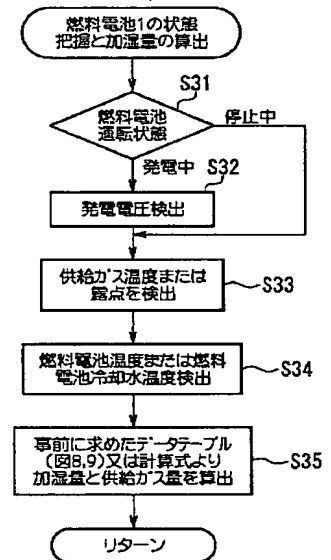 燃料電池1の状態
把握と加湿量の算出
S31
燃料電池
運転状態
停止中
発電中
S32
発電電圧検出
供給ガス温度または
露点を検出
S33
燃料電池温度または燃料
電池冷却水温度検出
S34
事前に求めたデータテーブル
(図8,9)又は計算式より
加湿量と供給ガス量を算出
S35
リターン